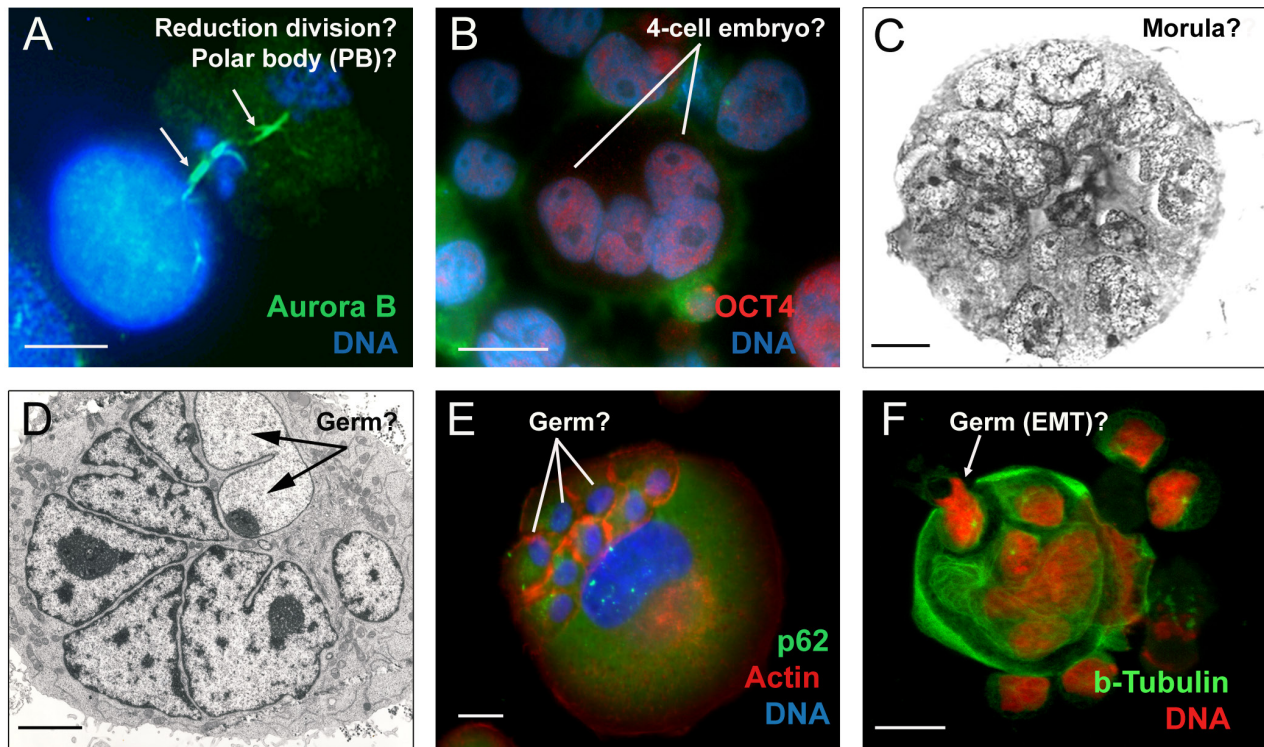 A
Reduction division?
Polar body (PB)?
Aurora B
DNA
B
4-cell embryo?
OCT4
DNA
C
Morula?
D
Germ?
E
Germ?
p62
Actin
DNA
F
Germ (EMT)?
b-Tubulin
DNA